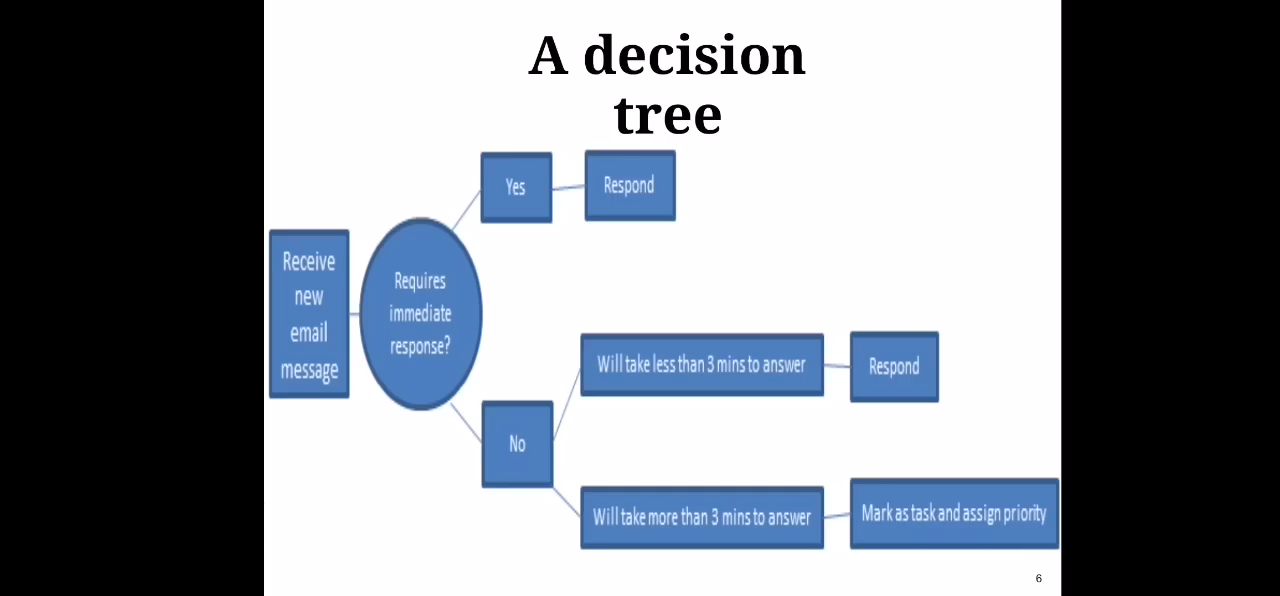 A decision
tree
Yes
Respond
Receive
new
email
message
Requires
immediate
response?
Will take less than 3 mins to answer
Respond
No
Will take more than 3 mins to answer
Mark as task and assign priority
6